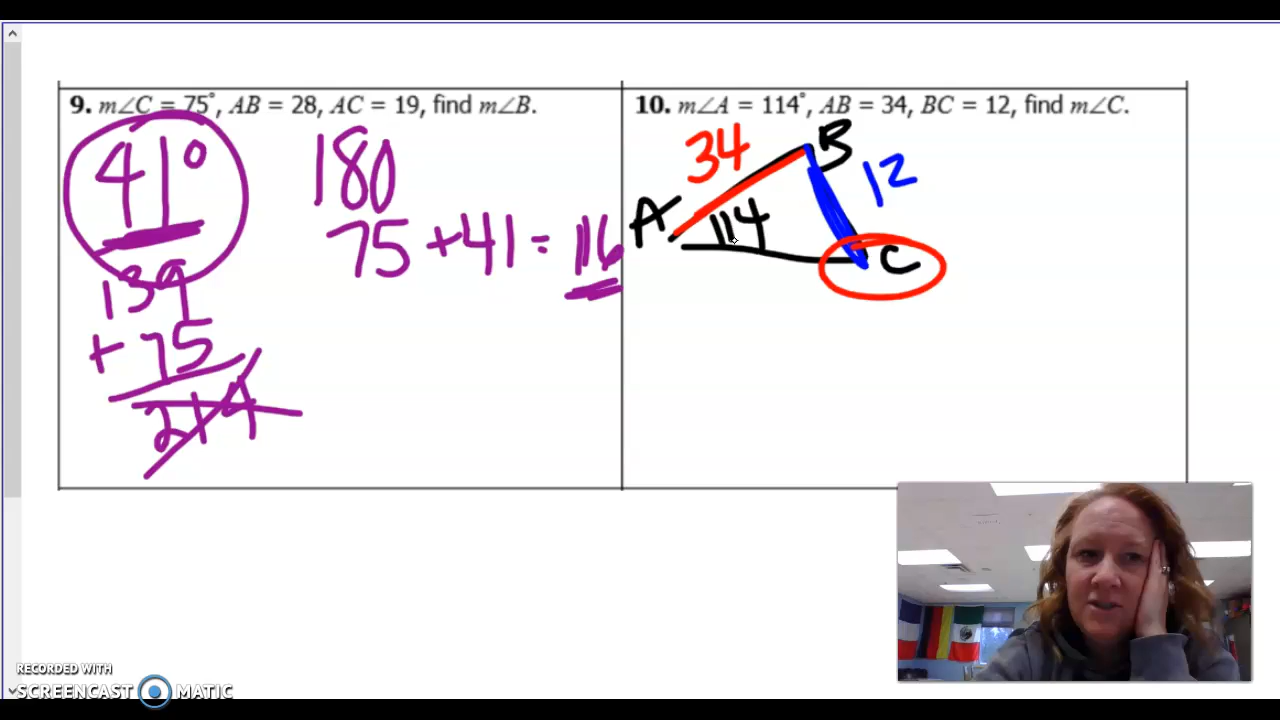 9. m∠C = 75°, AB = 28, AC = 19, find m∠B.
41°
180
75 + 41 = 116
139
+ 75
214
10. m∠A = 114°, AB = 34, BC = 12, find m∠C.
34
B
12
A
114
C
RECORDED WITH
SCREENCAST MATIC